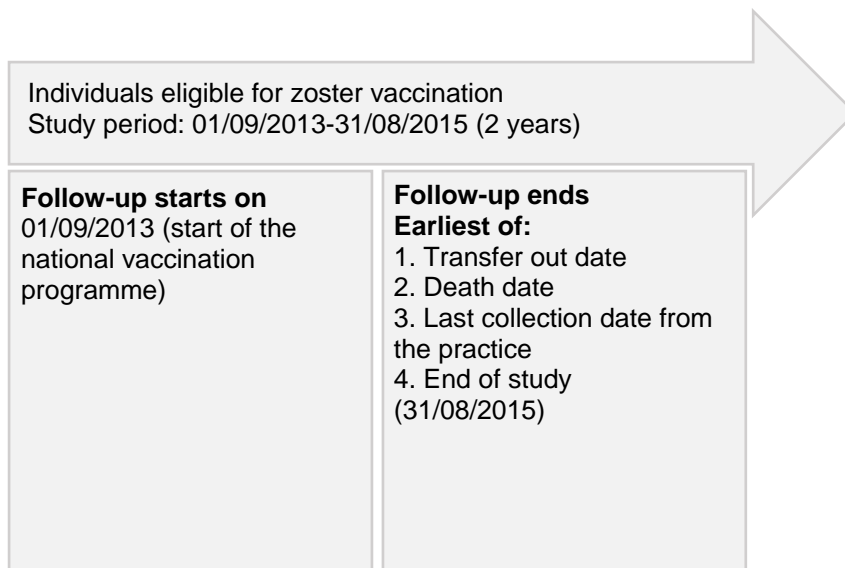 Individuals eligible for zoster vaccination
Study period: 01/09/2013-31/08/2015 (2 years)
Follow-up starts on
01/09/2013 (start of the
national vaccination
programme)
Follow-up ends
Earliest of:
1. Transfer out date
2. Death date
3. Last collection date from
the practice
4. End of study
(31/08/2015)